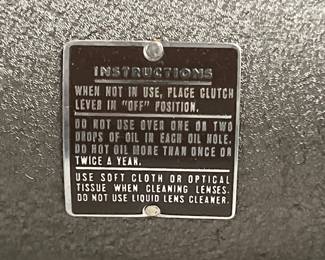 INSTRUCTIONS
WHEN NOT IN USE, PLACE CLUTCH
LEVER IN "OFF" POSITION.
DO NOT USE OVER ONE OR TWO
DROPS OF OIL IN EACH OIL HOLE.
DO NOT OIL MORE THAN ONCE OR
TWICE A YEAR.
USE SOFT CLOTH OR OPTICAL
TISSUE WHEN CLEANING LENSES.
DO NOT USE LIQUID LENS CLEANER.